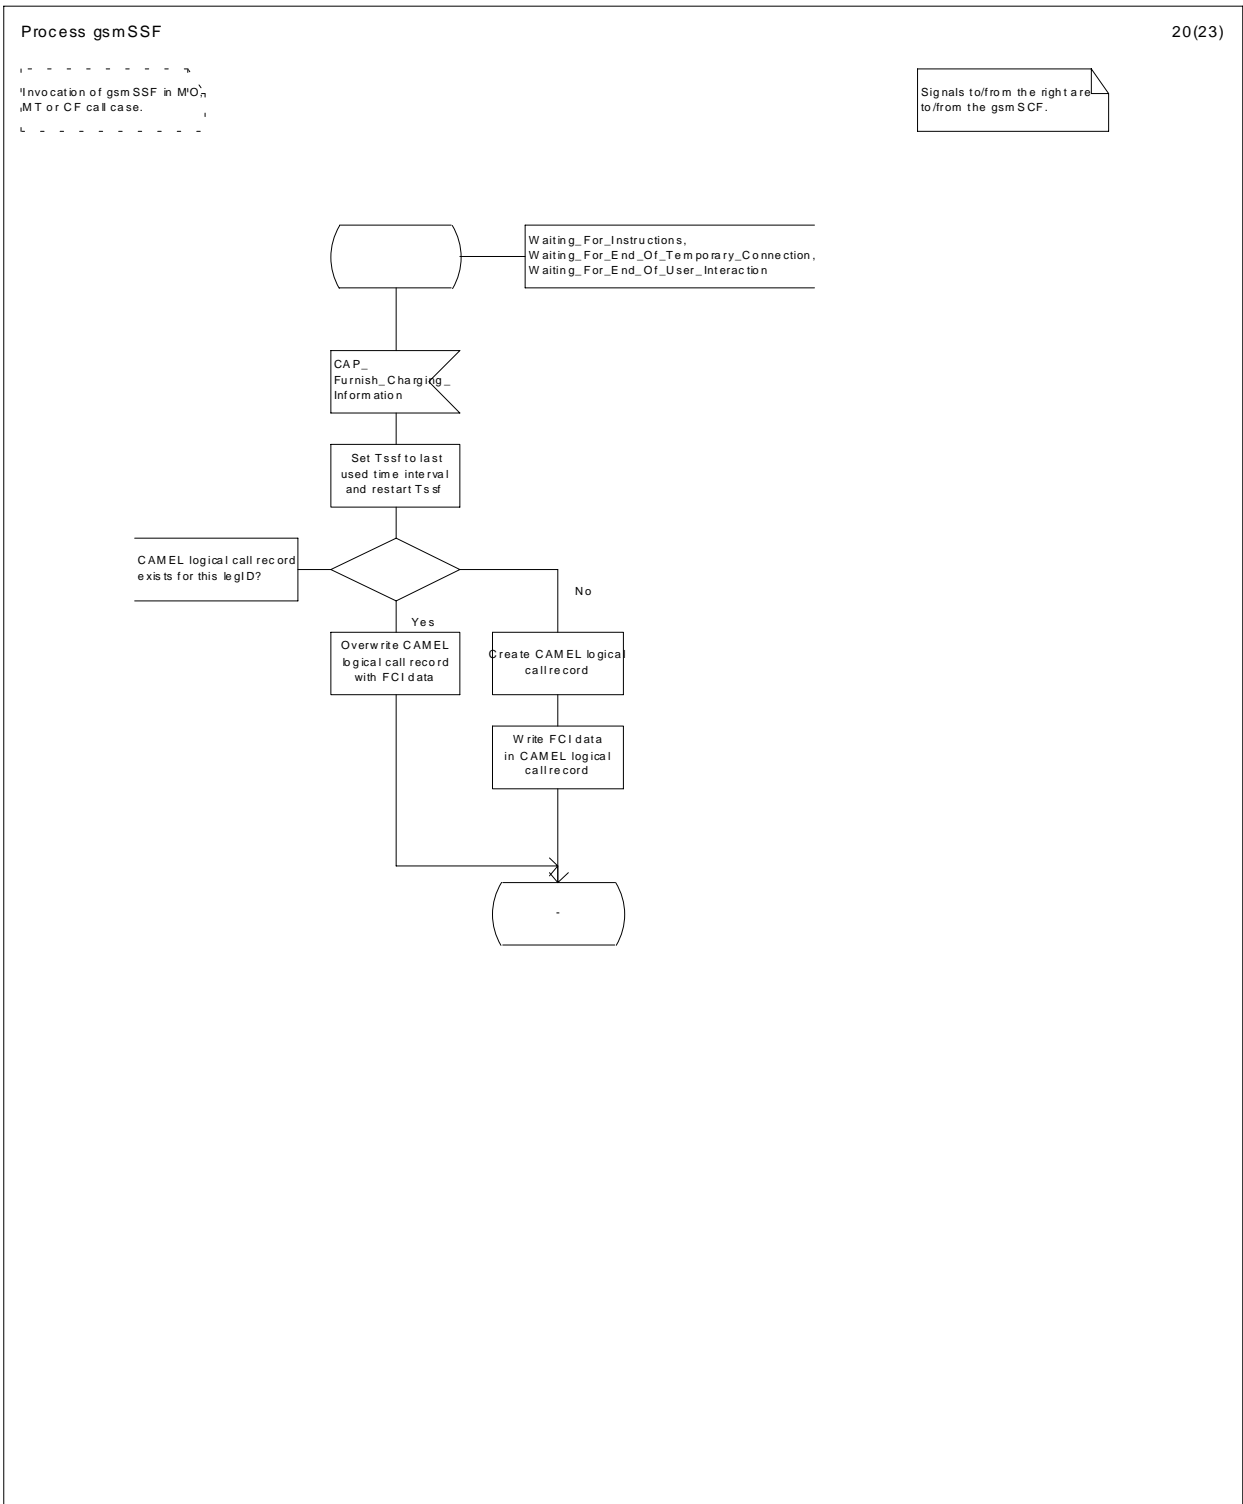 Process gsmSSF
20(23)
Invocation of gsmSSF in MO,
MT or CF call case.
Signals to/from the right are
to/from the gsmSCF.
Waiting_For_Instructions,
Waiting_For_End_Of_Temporary_Connection,
Waiting_For_End_Of_User_Interaction
CAP_
Furnish_Charging_
Information
Set Tssf to last
used time interval
and restart Tssf
CAMEL logical call record
exists for this legID?
No
Yes
Overwrite CAMEL
logical call record
with FCI data
Create CAMEL logical
call record
Write FCI data
in CAMEL logical
call record
-